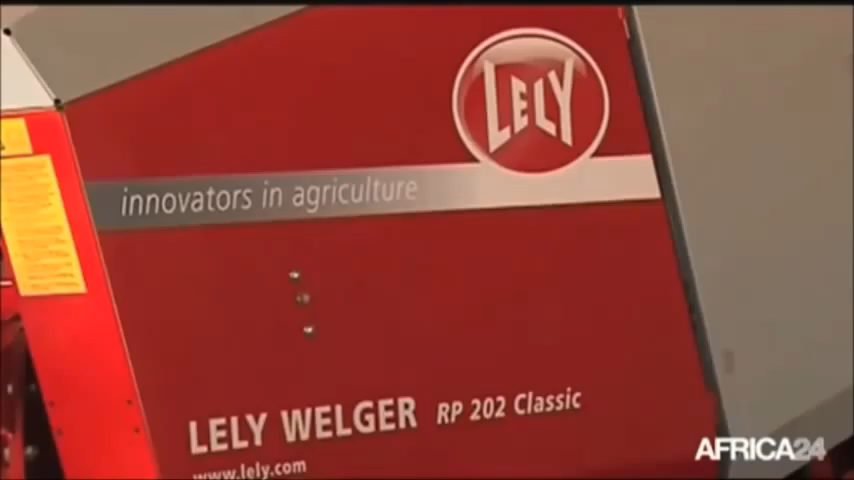 LELY
innovators in agriculture
LELY WELGER RP 202 Classic
www.lely.com
AFRICA24